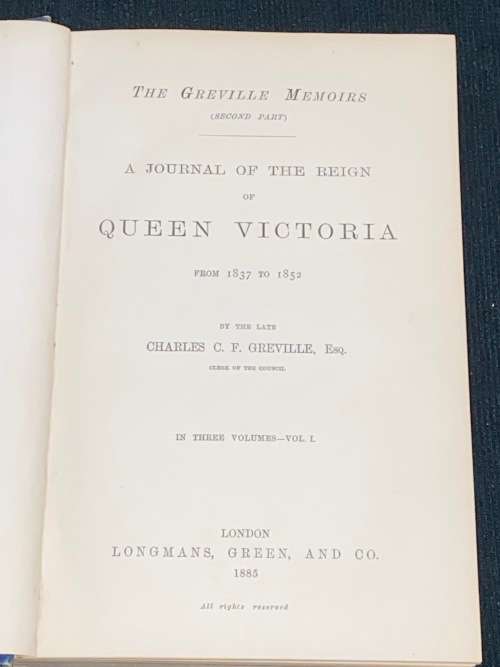 THE GREVILLE MEMOIRS
(SECOND PART)
A JOURNAL OF THE REIGN
OF
QUEEN VICTORIA
FROM 1837 TO 1852
BY THE LATE
CHARLES C. F. GREVILLE, ESQ.
CLERK OF THE COUNCIL
IN THREE VOLUMES—VOL. I.
LONDON
LONGMANS, GREEN, AND CO.
1885
All rights reserved